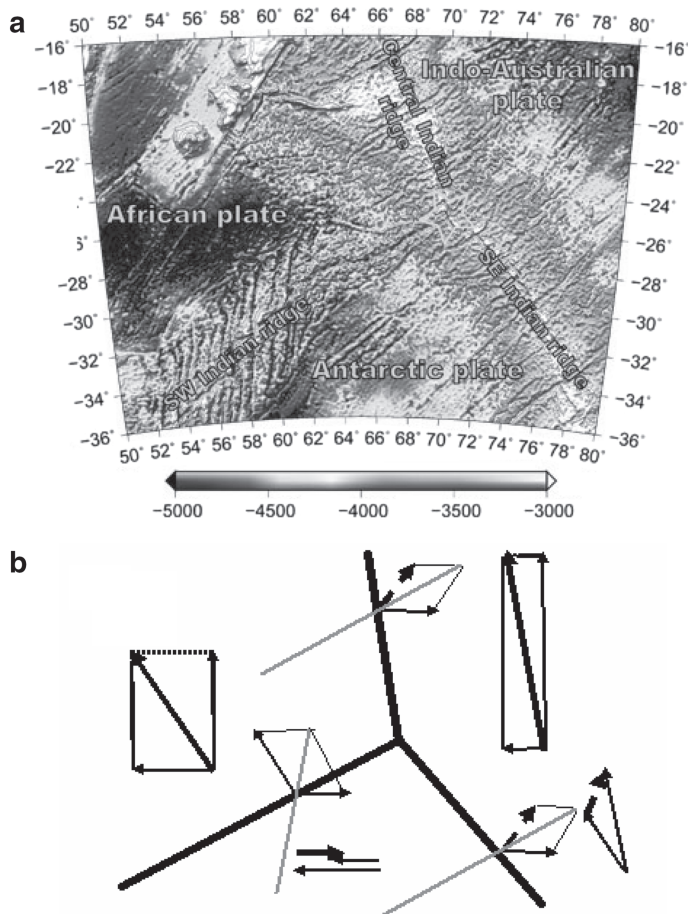 a
50° 52° 54° 56° 58° 60° 62° 64° 66° 68° 70° 72° 74° 76° 78° 80°
−16° −16°
−18° −18°
−20° −20°
−22° −22°
−24°
−26° −26°
−28° −28°
−30° −30°
−32° −32°
−34° −34°
−36° −36°
Central Indian
ridge
Indo-Australian
plate
African plate
SE Indian ridge
SW Indian ridge
Antarctic plate
50° 52° 54° 56° 58° 60° 62° 64° 66° 68° 70° 72° 74° 76° 78° 80°
−5000 −4500 −4000 −3500 −3000
b